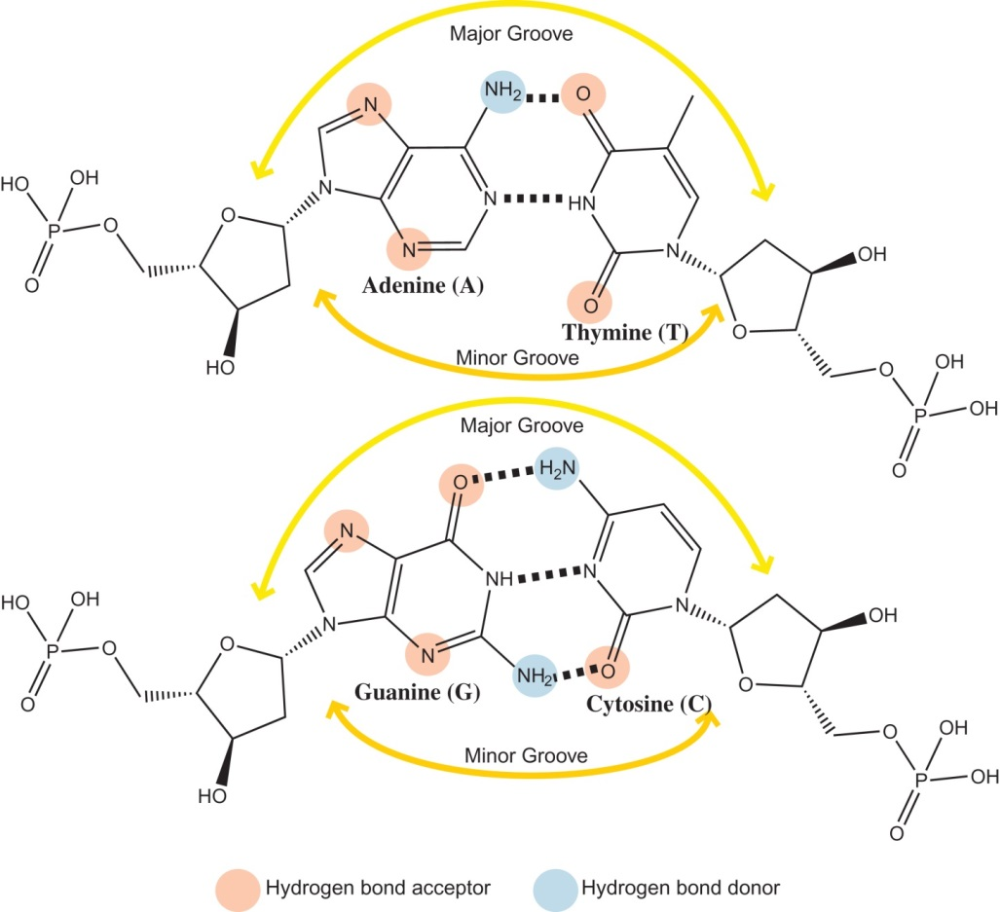 Major Groove
NH2
O
N
HO
OH
N
N
HN
O
O
P
O
N
N
OH
O
Adenine (A)
O
HO
Thymine (T)
O
Minor Groove
O
OH
P
OH
O
Major Groove
O
H2N
N
NH
N
HO
OH
N
N
OH
P
O
O
N
O
NH2
O
O
Guanine (G)
Cytosine (C)
O
OH
Minor Groove
HO
P
OH
O
Hydrogen bond acceptor
Hydrogen bond donor